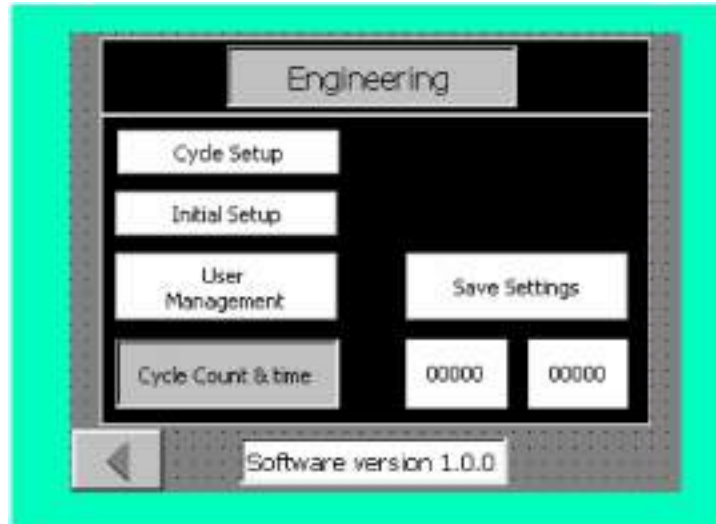 Engineering
Cycle Setup
Initial Setup
User
Management
Save Settings
Cycle Count & time
00000
00000
Software version 1.0.0